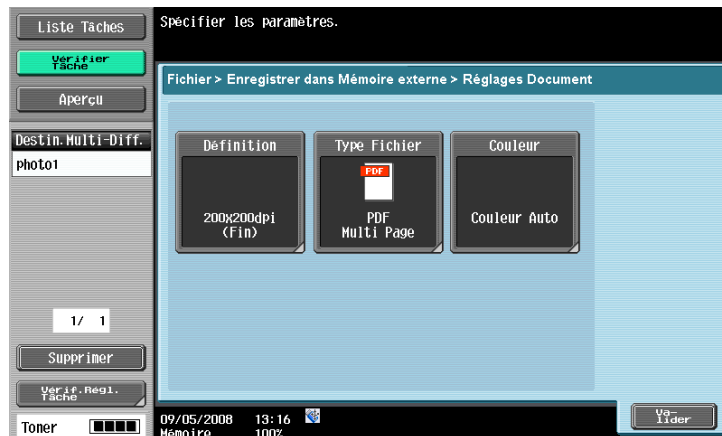 Liste Tâches
Spécifier les paramètres.
Vérifier
Tâche
Aperçu
Fichier > Enregistrer dans Mémoire externe > Réglages Document
Destin.Multi-Diff.
photo1
Définition
200x200dpi
(Fin)
Type Fichier
PDF
PDF
Multi Page
Couleur
Couleur Auto
1/ 1
Supprimer
Vérif.Régl.
Tâche
Toner
09/05/2008 13:16
Mémoire 100%
Va-
lider